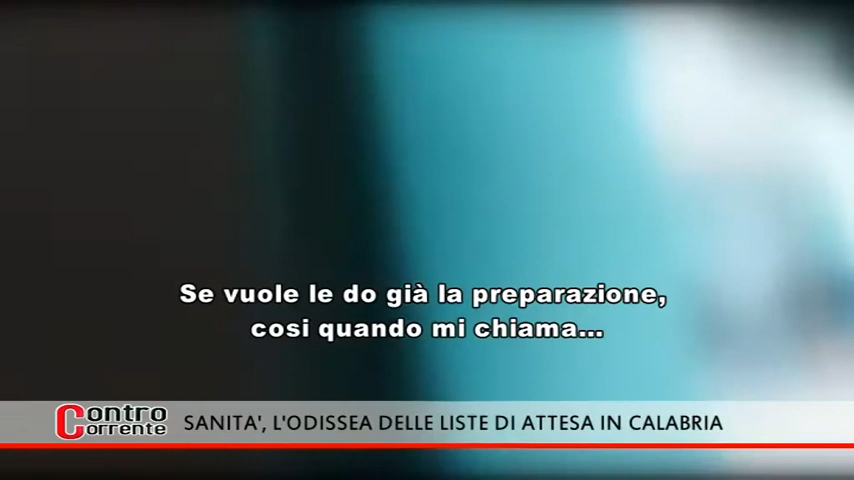 Se vuole le do già la preparazione,
cosi quando mi chiama...
Contro
Corrente
SANITA', L'ODISSEA DELLE LISTE DI ATTESA IN CALABRIA